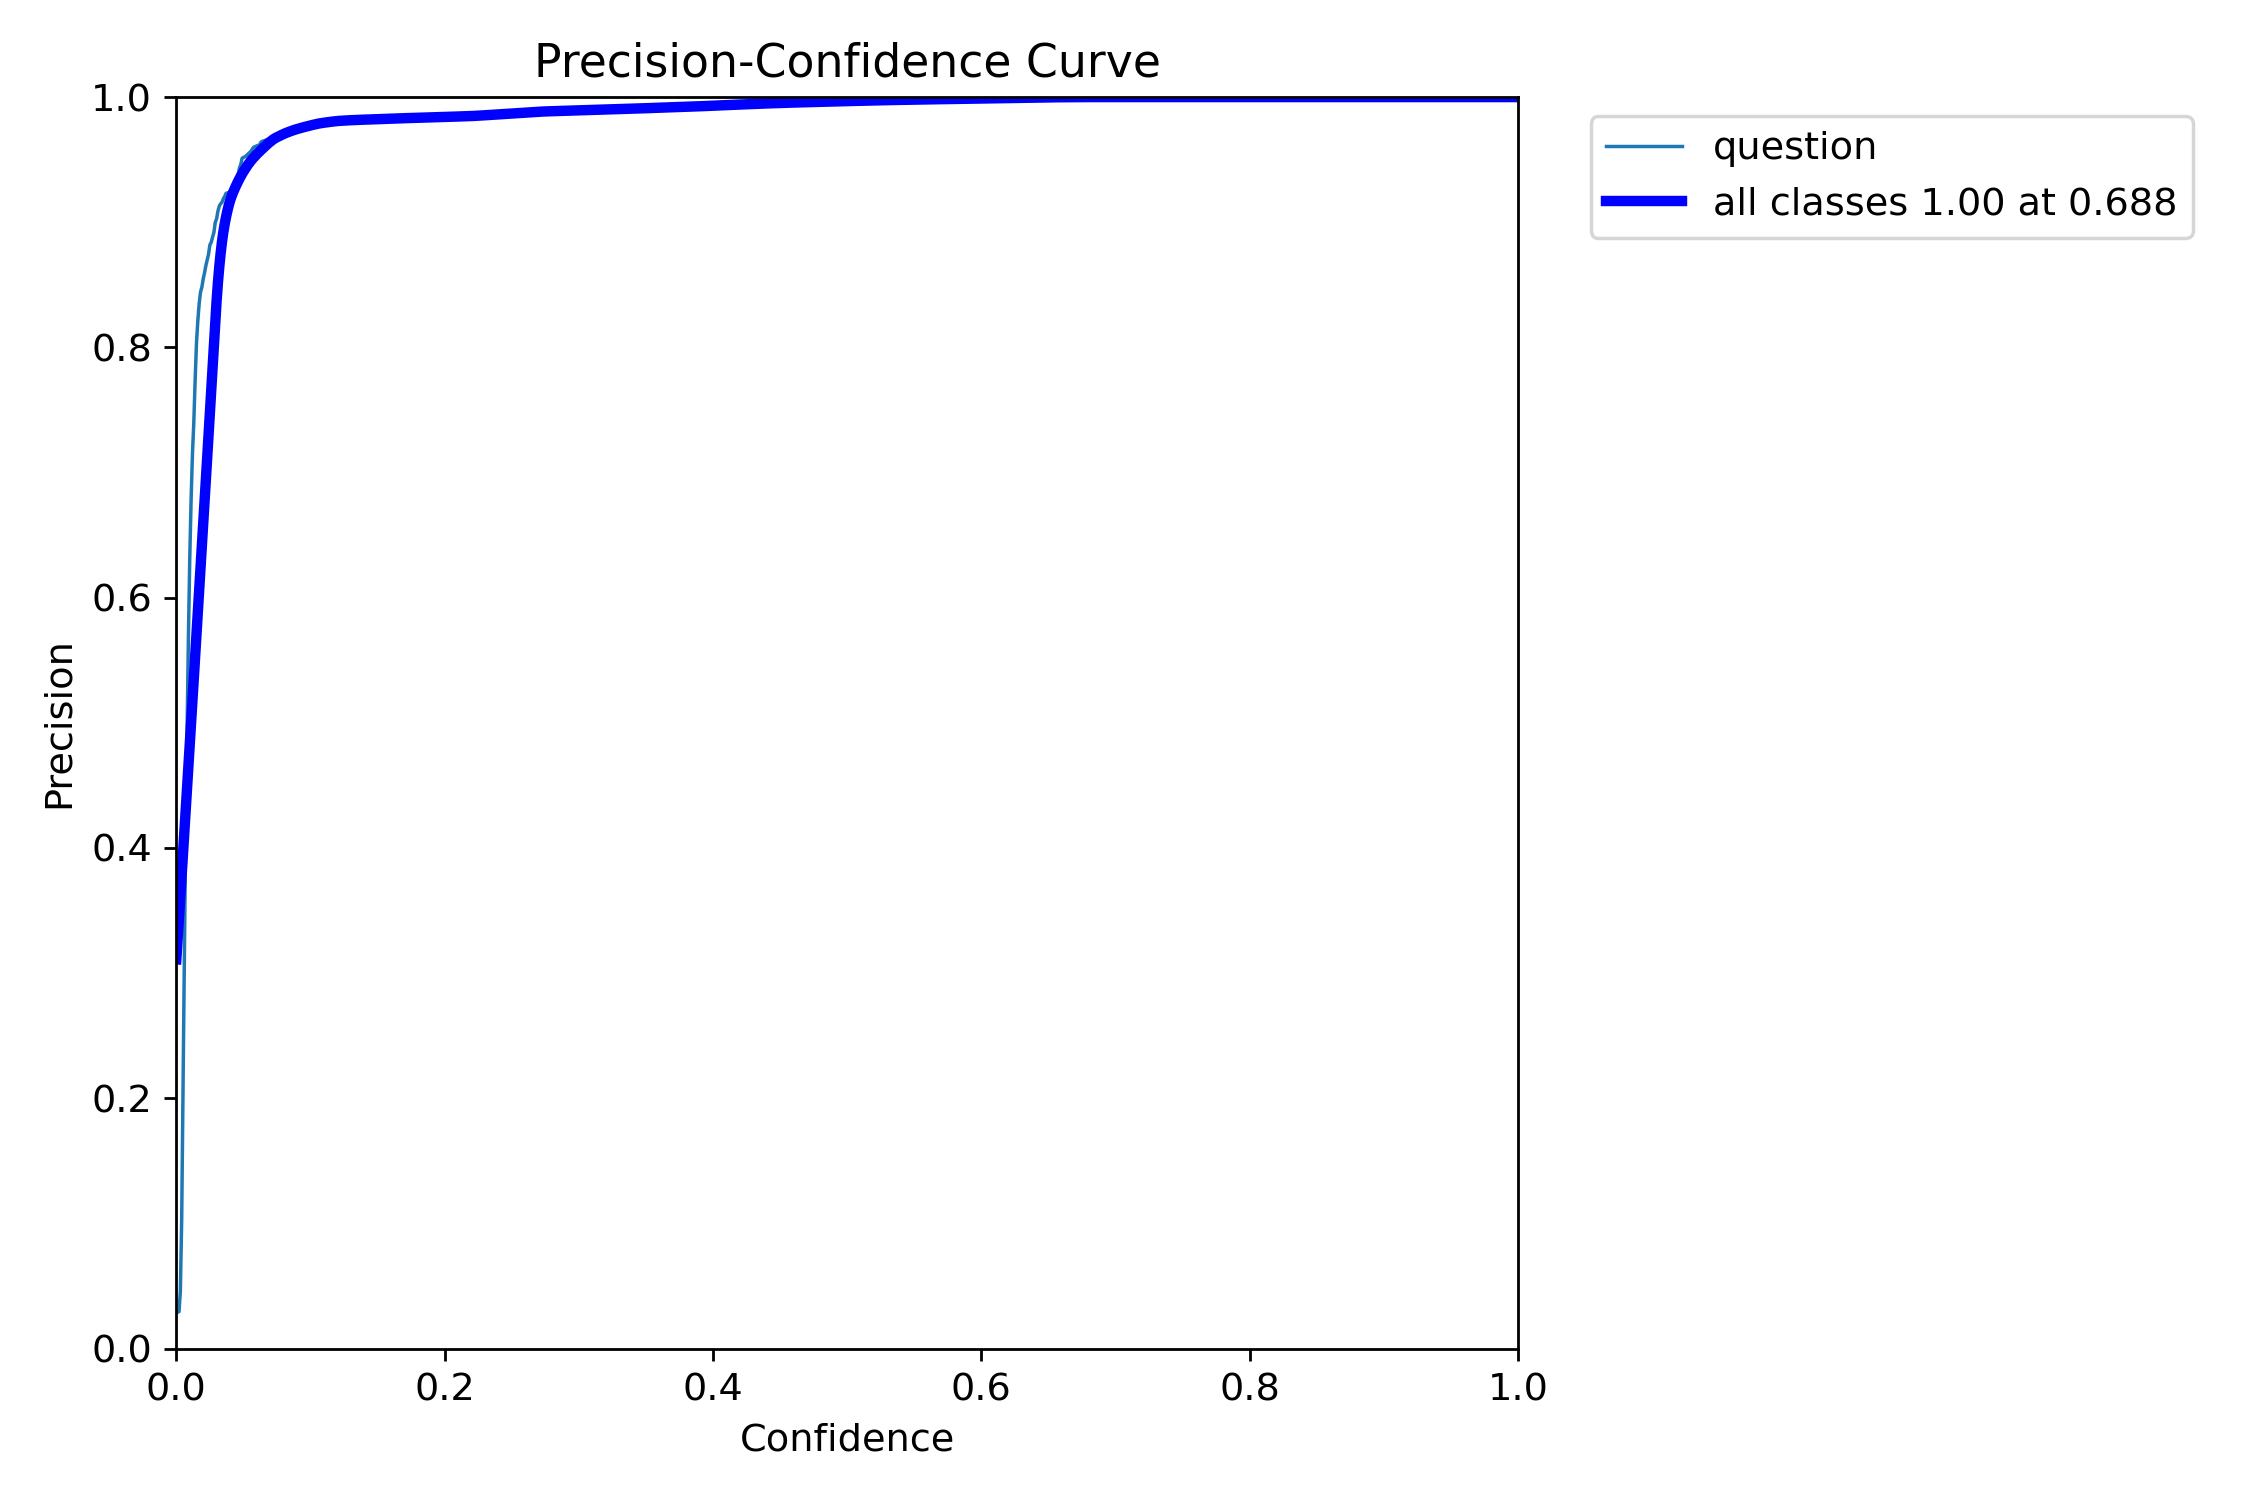 Precision-Confidence Curve
1.0
0.8
0.6
0.4
0.2
0.0
Precision
0.0 0.2 0.4 0.6 0.8 1.0
Confidence
question
all classes 1.00 at 0.688